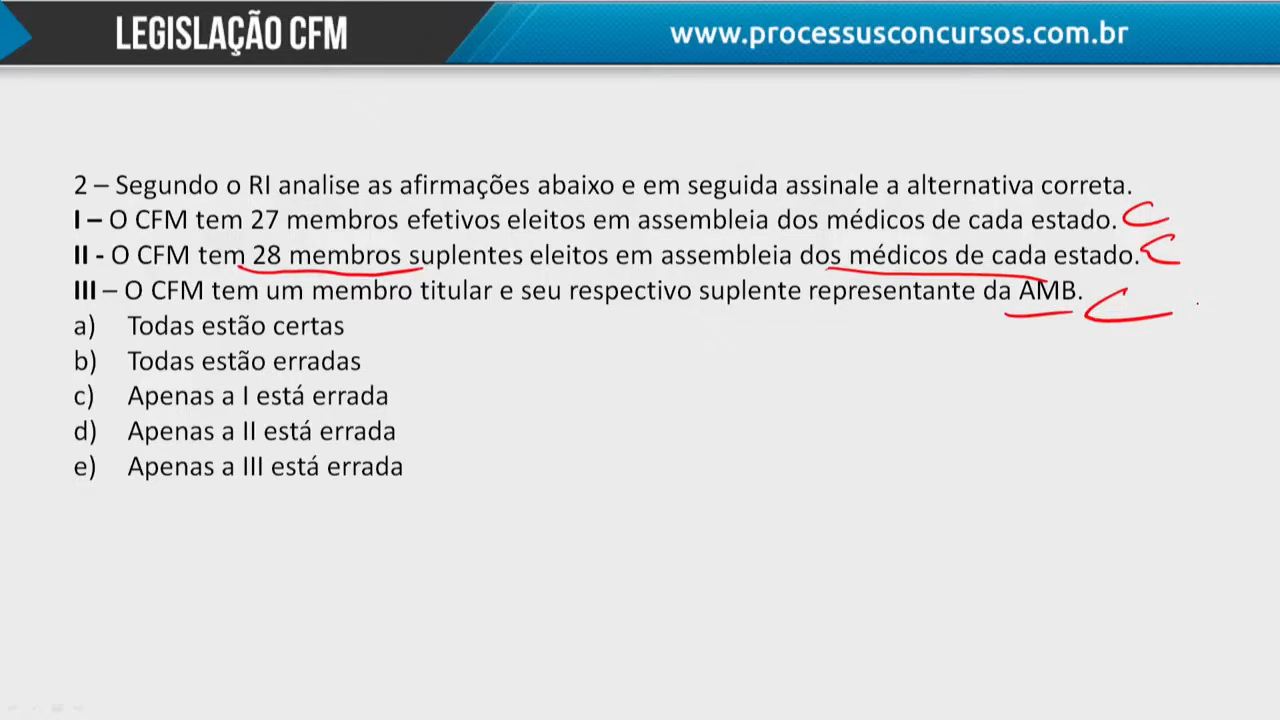 LEGISLAÇÃO CFM
www.processusconcursos.com.br
2 – Segundo o RI analise as afirmações abaixo e em seguida assinale a alternativa correta.
I – O CFM tem 27 membros efetivos eleitos em assembleia dos médicos de cada estado. C
II - O CFM tem 28 membros suplentes eleitos em assembleia dos médicos de cada estado. C
III – O CFM tem um membro titular e seu respectivo suplente representante da AMB. C
a) Todas estão certas
b) Todas estão erradas
c) Apenas a I está errada
d) Apenas a II está errada
e) Apenas a III está errada